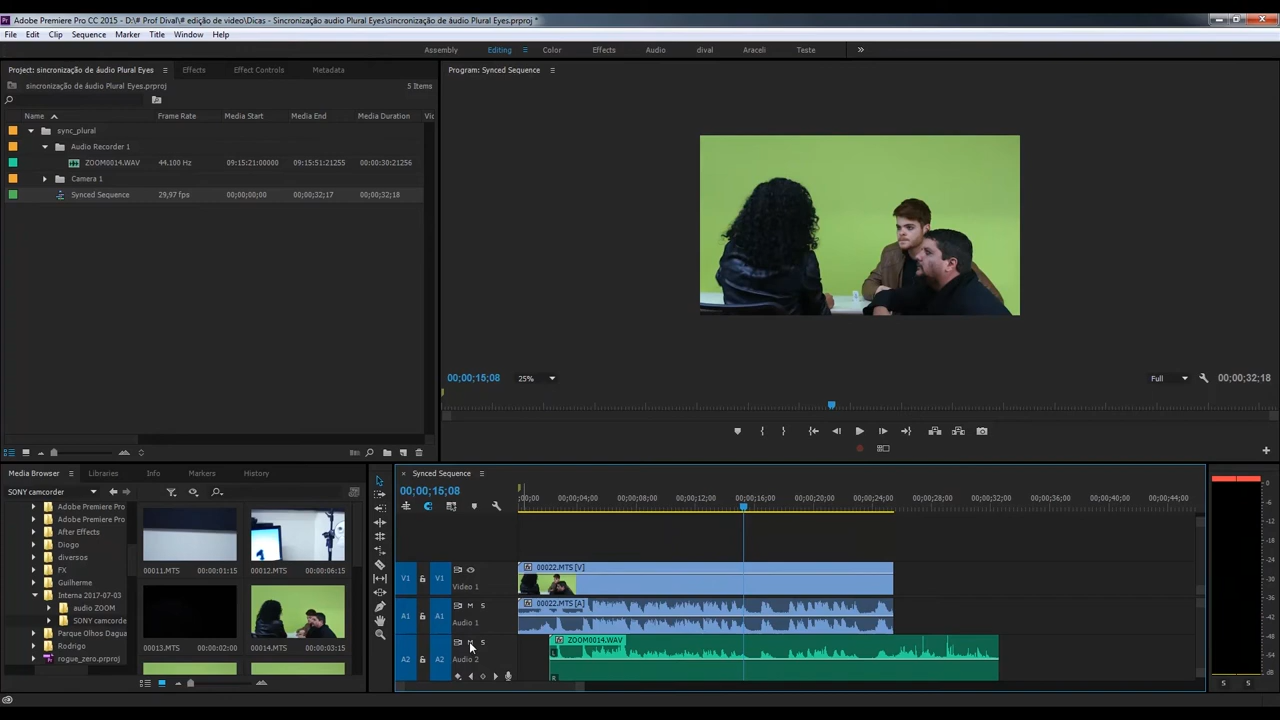 Adobe Premiere Pro CC 2015 - D:\# Prof Dival\# edição de video\Dicas - Sincronização audio Plural Eyes\sincronização de áudio Plural Eyes.prproj *
File Edit Clip Sequence Marker Title Window Help
Assembly Editing Color Effects Audio dival Araceli Teste
Project: sincronização de áudio Plural Eyes Effects Effect Controls Metadata
sincronização de áudio Plural Eyes.prproj 5 Items
Name Frame Rate Media Start Media End Media Duration
sync_plural
Audio Recorder 1
ZOOM0014.WAV 44.100 Hz 09:15:21:00000 09:15:51:21255 00:00:30:21256
Camera 1
Synced Sequence 29,97 fps 00;00;00;00 00;00;32;17 00;00;32;18
Program: Synced Sequence
00;00;15;08 25% Full 00;00;32;18
Media Browser Libraries Info Markers History
SONY camcorder
Adobe Premiere Pro
Adobe Premiere Pro
After Effects
Diogo
diversos
FX
Guilherme
Interna 2017-07-03
audio ZOOM
SONY camcorde
Parque Olhos Dagua
Rodrigo
rogue_zero.prproj
00011.MTS 00:00:01:15 00012.MTS 00:00:06:15
00013.MTS 00:00:02:00 00014.MTS 00:00:03:15
Synced Sequence
00;00;15;08
;00;00 00;00;04;00 00;00;08;00 00;00;12;00 00;00;16;00 00;00;20;00 00;00;24;00 00;00;28;00 00;00;32;00 00;00;36;00 00;00;40;00 00;00;44;00
V1 V1 Video 1 00022.MTS [V]
A1 A1 M S Audio 1 00022.MTS [A]
A2 A2 M S Audio 2 ZOOM0014.WAV
L
R
0
-6
-12
-18
-24
-30
-36
-42
-48
-54
dB
S S